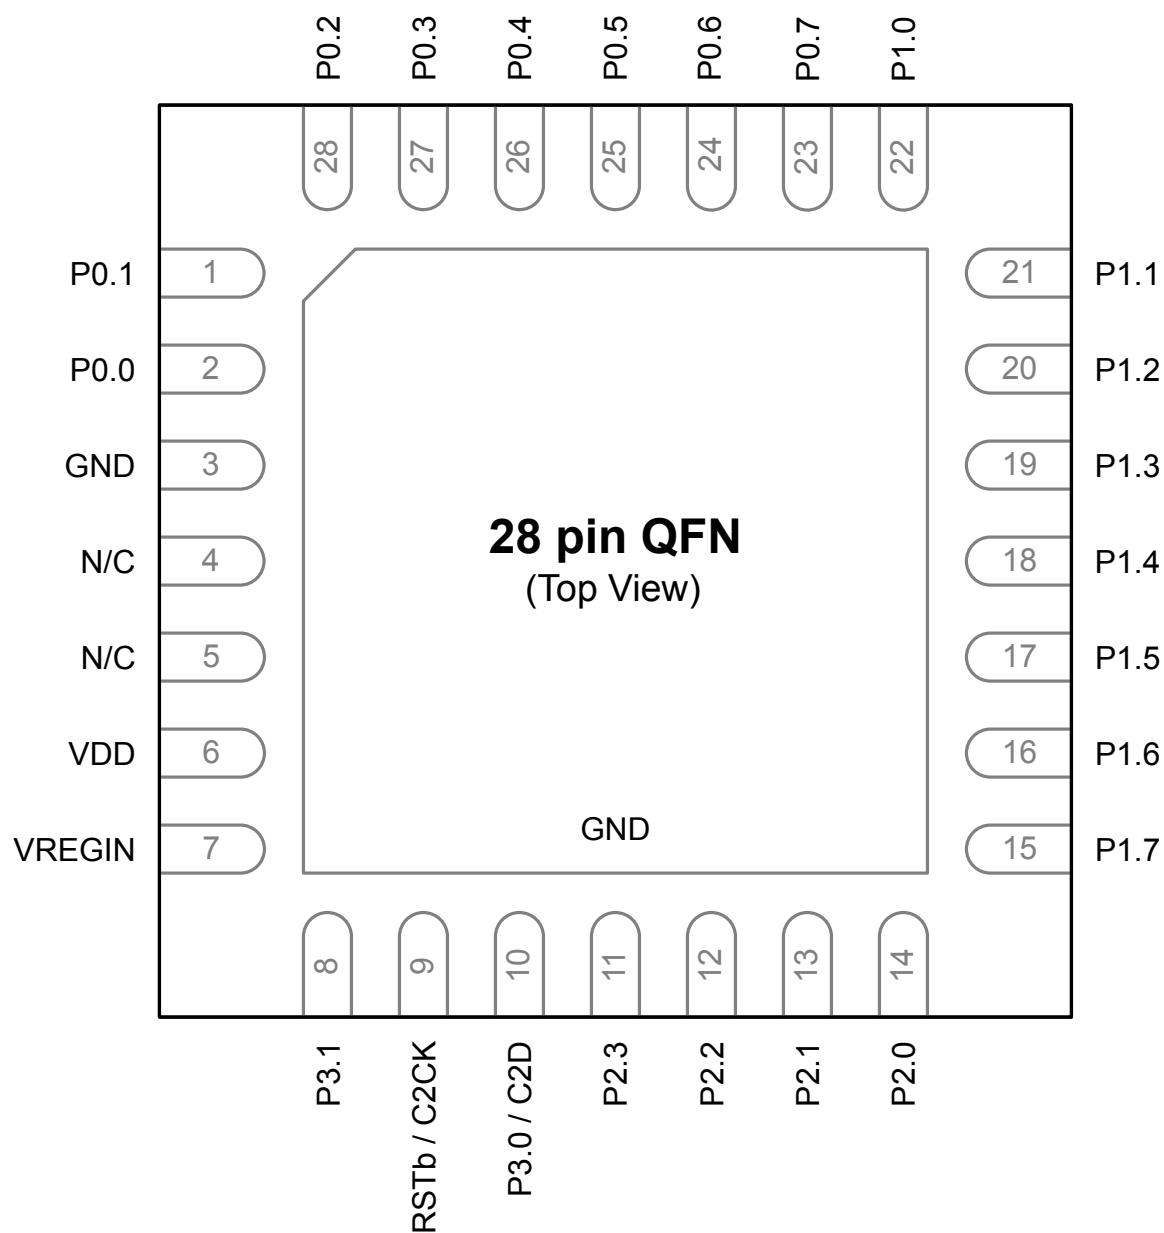 P0.2
P0.3
P0.4
P0.5
P0.6
P0.7
P1.0
28
27
26
25
24
23
22
P0.1
1
21
P1.1
P0.0
2
20
P1.2
GND
3
19
P1.3
N/C
4
28 pin QFN
(Top View)
18
P1.4
N/C
5
17
P1.5
VDD
6
16
P1.6
VREGIN
7
GND
15
P1.7
8
9
10
11
12
13
14
P3.1
RSTb / C2CK
P3.0 / C2D
P2.3
P2.2
P2.1
P2.0